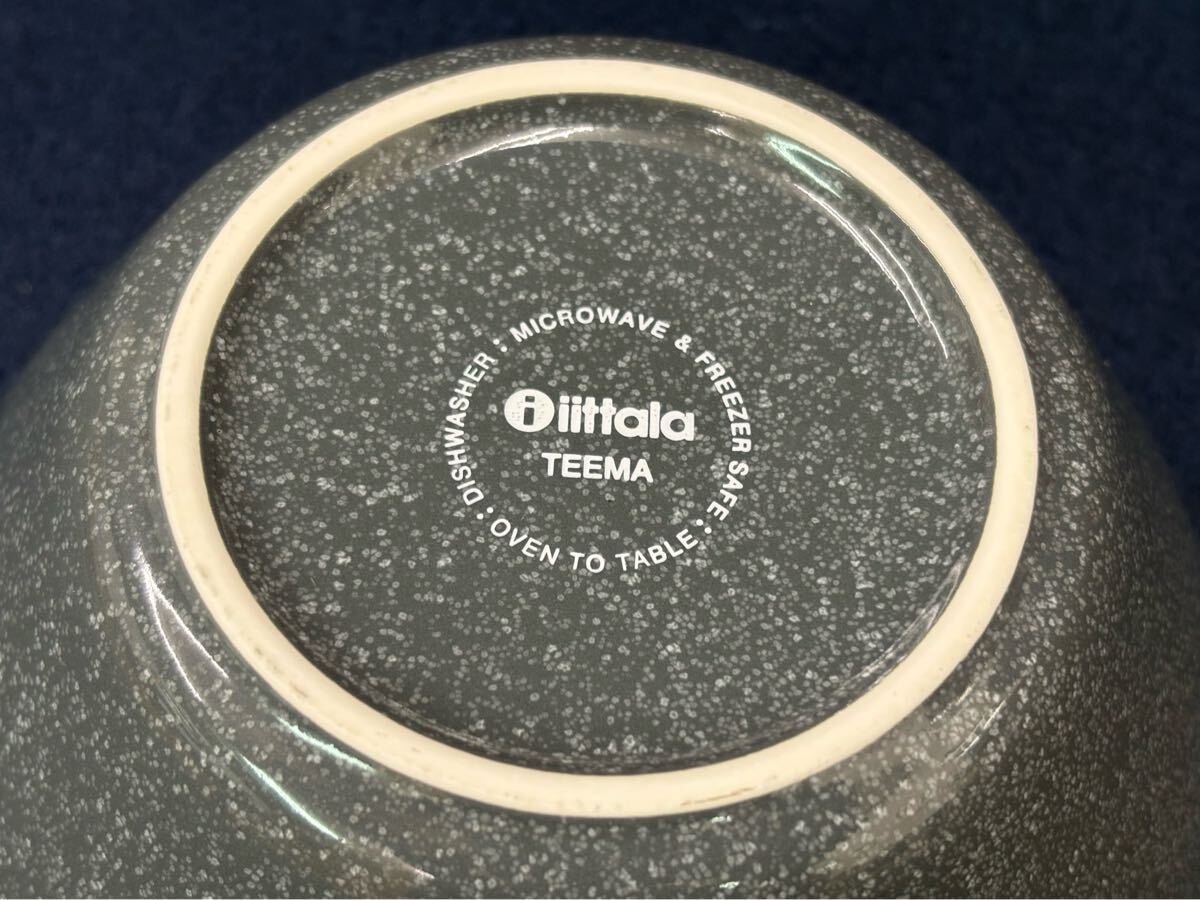 DISHWASHER : MICROWAVE & FREEZER SAFE : OVEN TO TABLE :
i iittala
TEEMA